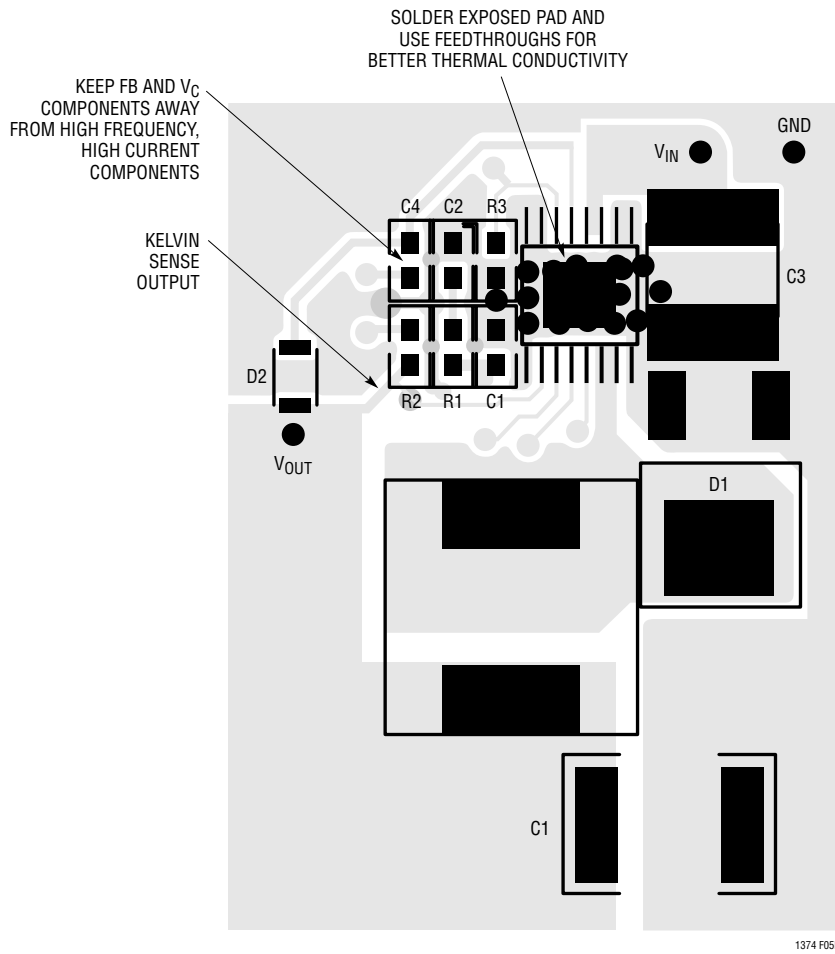 SOLDER EXPOSED PAD AND
USE FEEDTHROUGHS FOR
BETTER THERMAL CONDUCTIVITY
KEEP FB AND VC
COMPONENTS AWAY
FROM HIGH FREQUENCY,
HIGH CURRENT
COMPONENTS
GND
VIN
C4 C2 R3
KELVIN
SENSE
OUTPUT
C3
D2
R2 R1 C1
VOUT
D1
C1
1374 F05